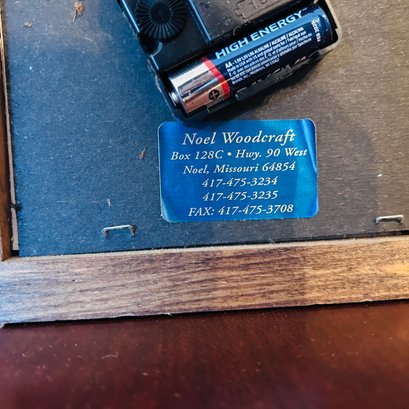 HIGH ENERGY
AA
Noel Woodcraft
Box 128C • Hwy. 90 West
Noel, Missouri 64854
417-475-3234
417-475-3235
FAX: 417-475-3708